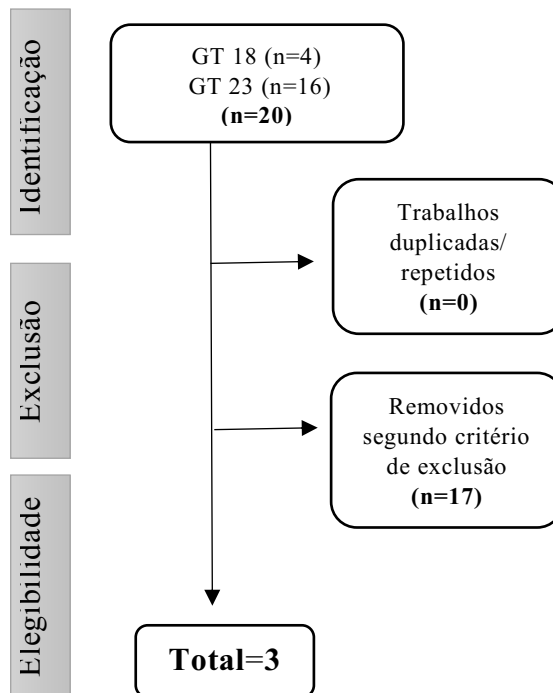 Identificação
GT 18 (n=4)
GT 23 (n=16)
(n=20)
Trabalhos
duplicadas/
repetidos
(n=0)
Exclusão
Removidos
segundo critério
de exclusão
(n=17)
Elegibilidade
Total=3